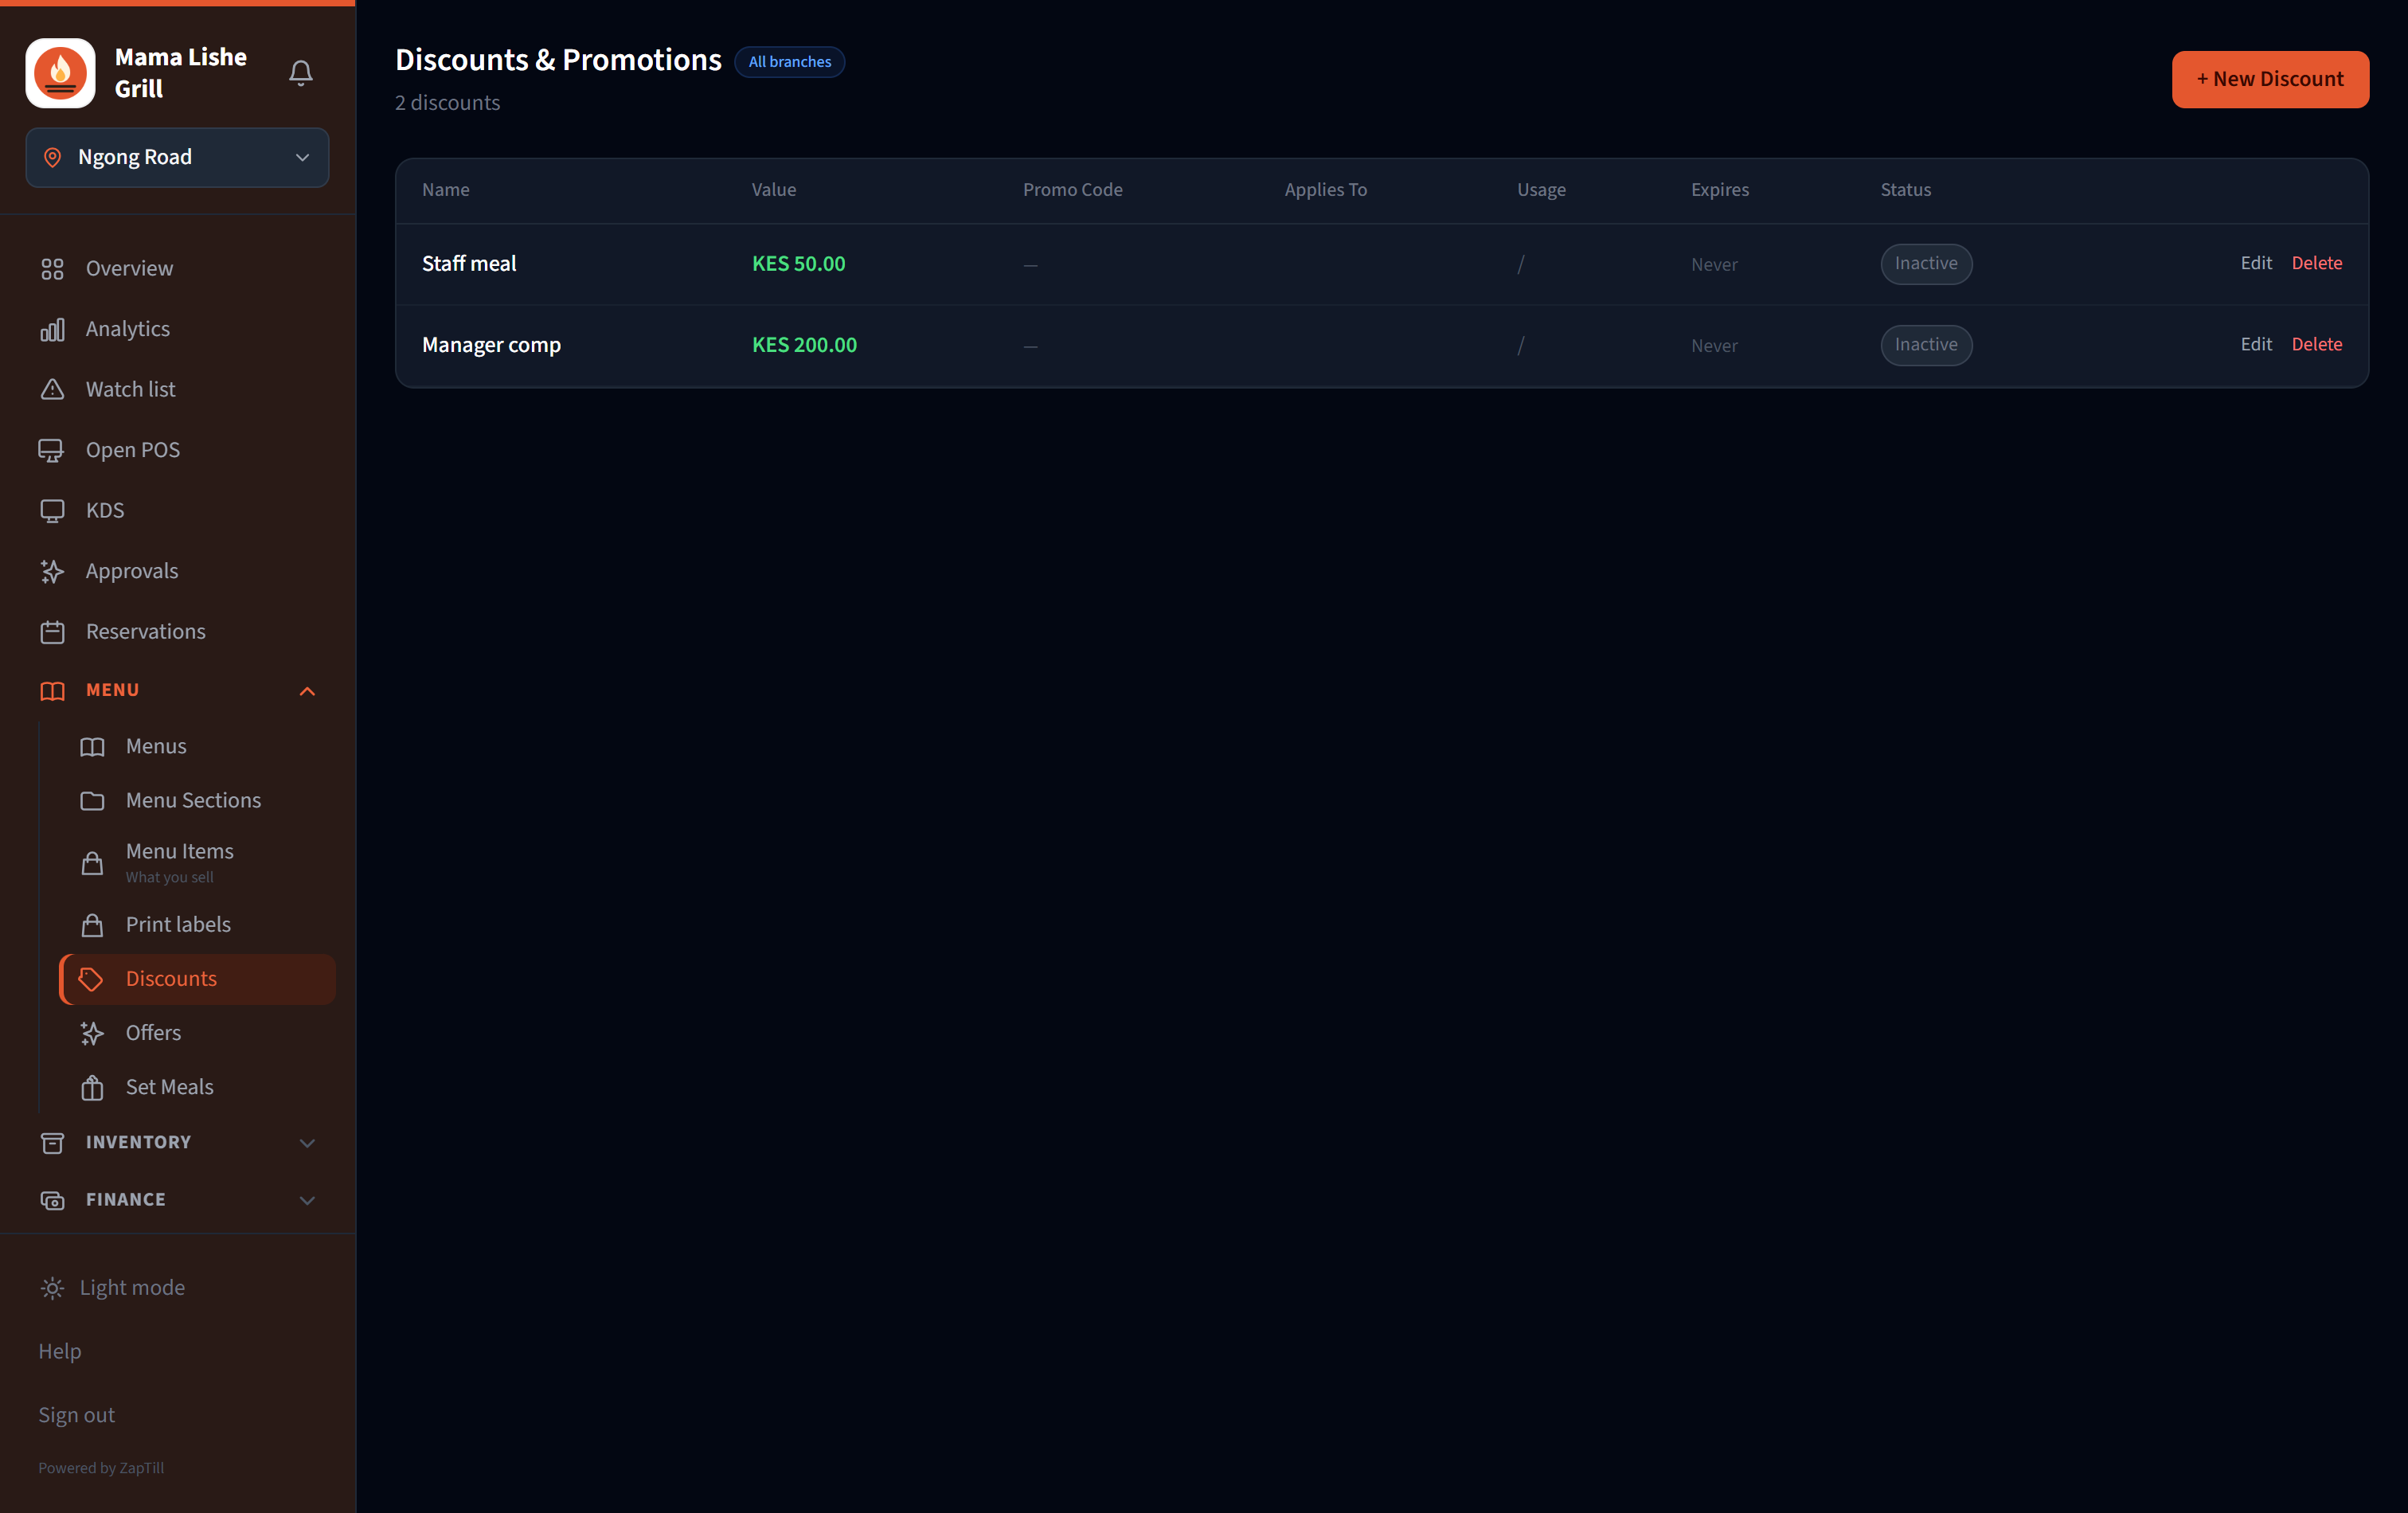 Mama Lishe
Grill
Ngong Road
Overview
Analytics
Watch list
Open POS
KDS
Approvals
Reservations
MENU
Menus
Menu Sections
Menu Items
What you sell
Print labels
Discounts
Offers
Set Meals
INVENTORY
FINANCE
Light mode
Help
Sign out
Powered by ZapTill
Discounts & Promotions All branches
2 discounts
+ New Discount
Name Value Promo Code Applies To Usage Expires Status
Staff meal KES 50.00 — / Never Inactive Edit Delete
Manager comp KES 200.00 — / Never Inactive Edit Delete